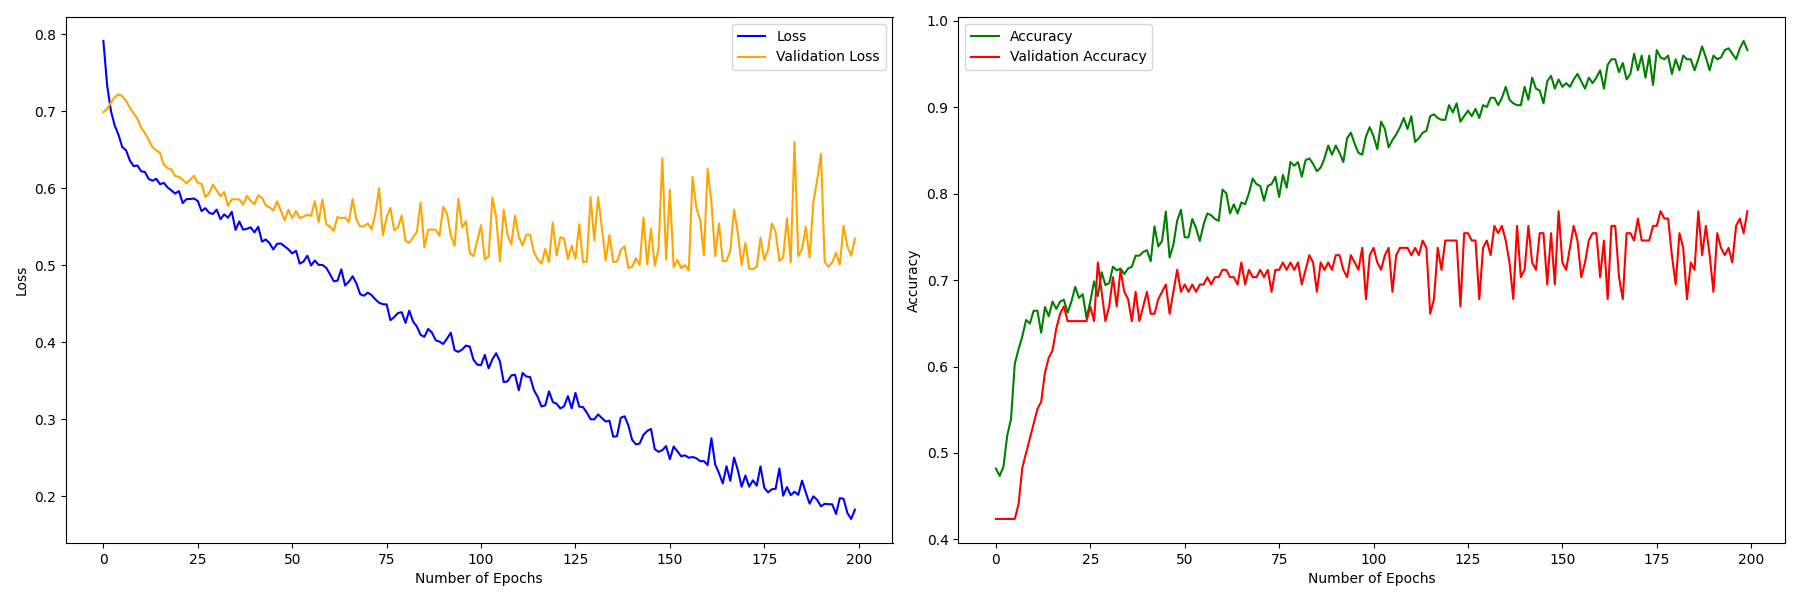 0.8
0.7
0.6
0.5
0.4
0.3
0.2
Loss
0 25 50 75 100 125 150 175 200
Number of Epochs
Loss
Validation Loss
1.0
0.9
0.8
0.7
0.6
0.5
0.4
Accuracy
0 25 50 75 100 125 150 175 200
Number of Epochs
Accuracy
Validation Accuracy